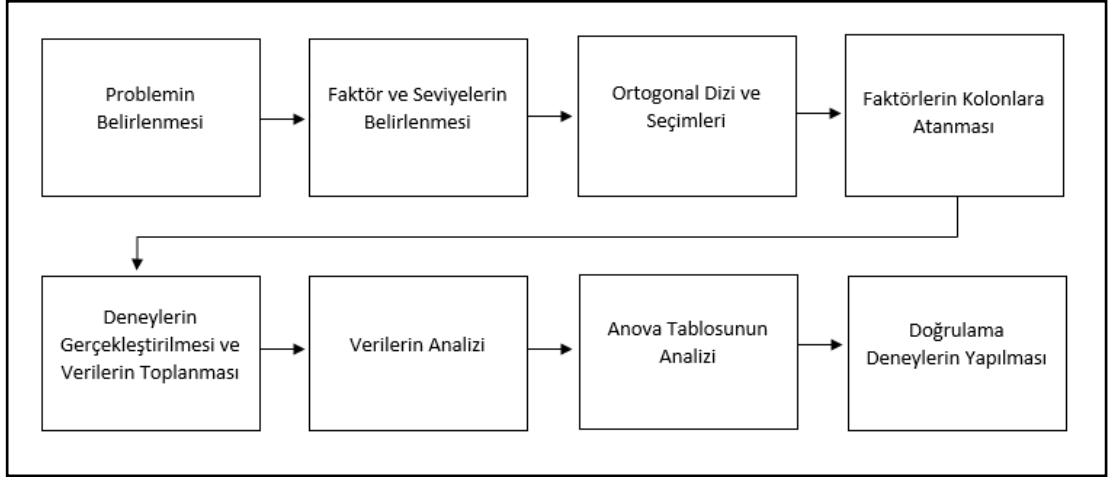 Problemin
Belirlenmesi
Faktör ve Seviyelerin
Belirlenmesi
Ortogonal Dizi ve
Seçimleri
Faktörlerin Kolonlara
Atanması
Deneylerin
Gerçekleştirilmesi ve
Verilerin Toplanması
Verilerin Analizi
Anova Tablosunun
Analizi
Doğrulama
Deneylerin Yapılması